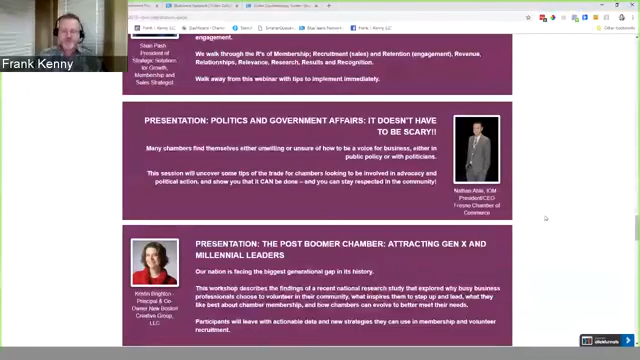 Frank Kenny
Shari Pash
President of
Strategic Solutions
for Growth,
Membership and
Sales Strategist
engagement.
We walk through the R's of Membership; Recruitment (sales) and Retention (engagement), Revenue,
Relationships, Relevance, Research, Results and Recognition.
Walk away from this webinar with tips to implement immediately.
PRESENTATION: POLITICS AND GOVERNMENT AFFAIRS: IT DOESN'T HAVE
TO BE SCARY!!
Many chambers find themselves either unwilling or unsure of how to be a voice for business, either in
public policy or with politicians.
This session will uncover some tips of the trade for chambers looking to be involved in advocacy and
political action, and show you that it CAN be done – and you can stay respected in the community!
Nathan Ahle, IOM -
President/CEO
Fresno Chamber of
Commerce
PRESENTATION: THE POST BOOMER CHAMBER: ATTRACTING GEN X AND
MILLENNIAL LEADERS
Our nation is facing the biggest generational gap in its history.
This workshop describes the findings of a recent national research study that explored why busy business
professionals choose to volunteer in their community, what inspires them to step up and lead, what they
like best about chamber membership, and how chambers can evolve to better meet their needs.
Participants will leave with actionable data and new strategies they can use in membership and volunteer
recruitment.
Kristin Brighton -
Principal & Co-
Owner New Boston
Creative Group,
LLC